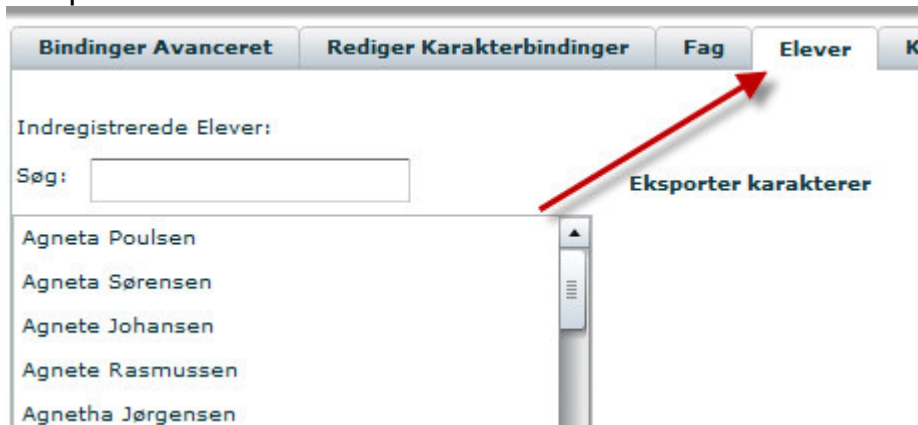 Bindinger Avanceret Rediger Karakterbindinger Fag Elever
Indregistrerede Elever:
Søg:
Eksporter karakterer
Agneta Poulsen
Agneta Sørensen
Agnete Johansen
Agnete Rasmussen
Agnetha Jørgensen